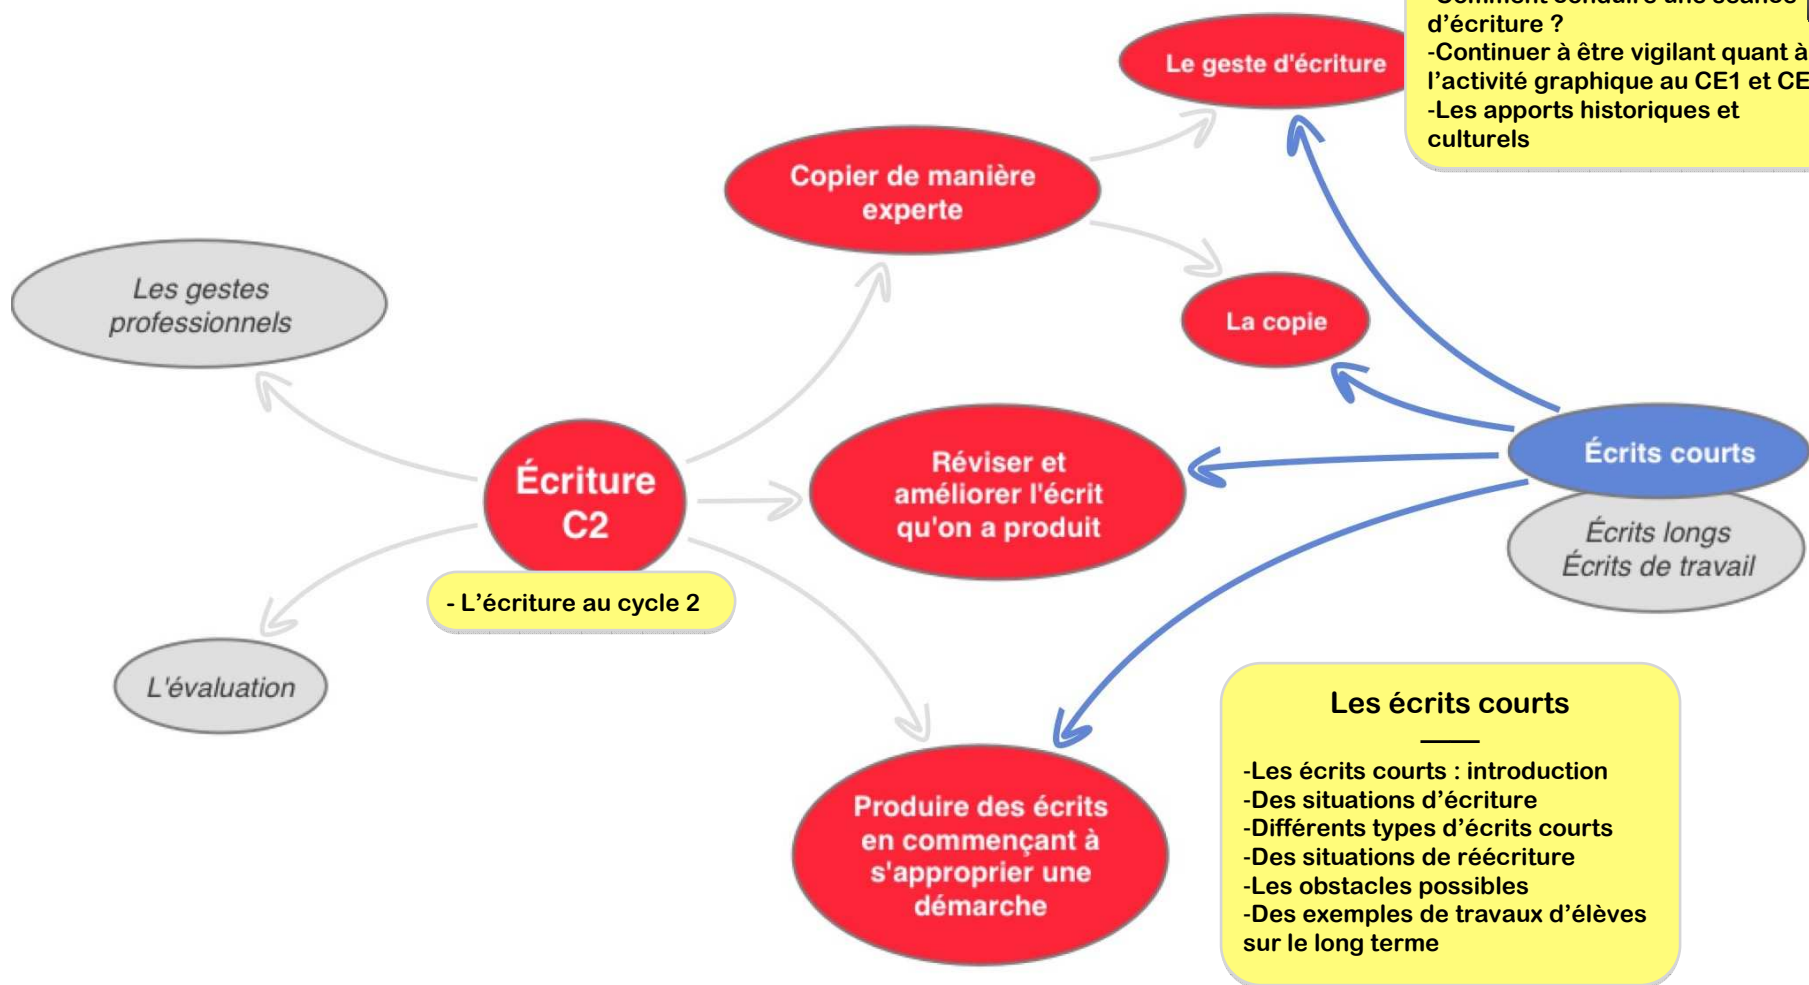 d'écriture ?
-Continuer à être vigilant quant à
l'activité graphique au CE1 et CE
-Les apports historiques et
culturels
Le geste d'écriture
Copier de manière
experte
Les gestes
professionnels
La copie
Écriture
C2
- L'écriture au cycle 2
Réviser et
améliorer l'écrit
qu'on a produit
Écrits courts
Écrits longs
Écrits de travail
L'évaluation
Produire des écrits
en commençant à
s'approprier une
démarche
Les écrits courts
-Les écrits courts : introduction
-Des situations d'écriture
-Différents types d'écrits courts
-Des situations de réécriture
-Les obstacles possibles
-Des exemples de travaux d'élèves
sur le long terme